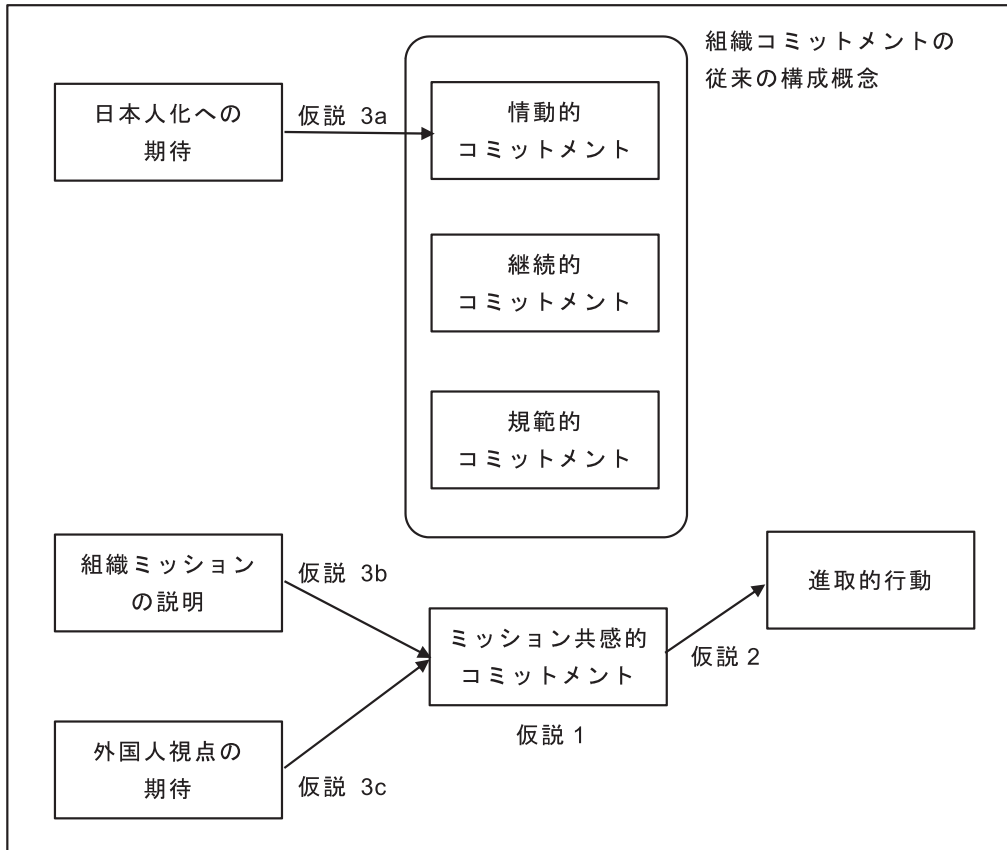 組織コミットメントの
従来の構成概念
日本人化への
期待
仮説 3a
情動的
コミットメント
継続的
コミットメント
規範的
コミットメント
組織ミッション
の説明
仮説 3b
ミッション共感的
コミットメント
仮説 1
仮説 2
進取的行動
外国人視点の
期待
仮説 3c